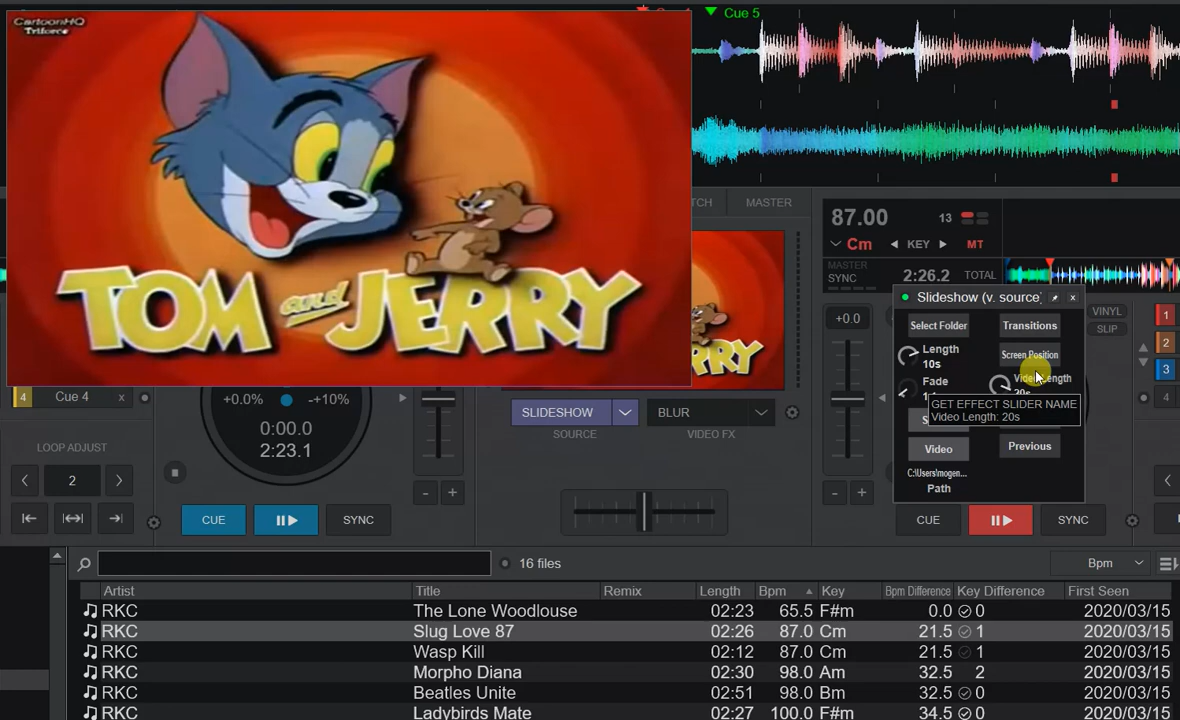 CartoonHQ
Triforce
TOM and JERRY
Cue 5
TCH MASTER
RRY
87.00 13
Cm KEY MT
MASTER
SYNC 2:26.2 TOTAL
Slideshow (v. source) x
+0.0 VINYL 1
SLIP 2
3
4
Select Folder Transitions
Length Screen Position
10s
Fade Video Length
GET EFFECT SLIDER NAME
Video Length: 20s
Video Previous
C:\Users\mogen...
Path
4 Cue 4 x
+0.0% -+10%
0:00.0
2:23.1
LOOP ADJUST
2
SLIDESHOW BLUR
SOURCE VIDEO FX
- + - +
CUE SYNC CUE SYNC
16 files Bpm
Artist Title Remix Length Bpm Key Bpm Difference Key Difference First Seen
RKC The Lone Woodlouse 02:23 65.5 F#m 0.0 0 2020/03/15
RKC Slug Love 87 02:26 87.0 Cm 21.5 1 2020/03/15
RKC Wasp Kill 02:12 87.0 Cm 21.5 1 2020/03/15
RKC Morpho Diana 02:30 98.0 Am 32.5 2 2020/03/15
RKC Beatles Unite 02:51 98.0 Bm 32.5 0 2020/03/15
RKC Ladybirds Mate 02:27 100.0 F#m 34.5 0 2020/03/15